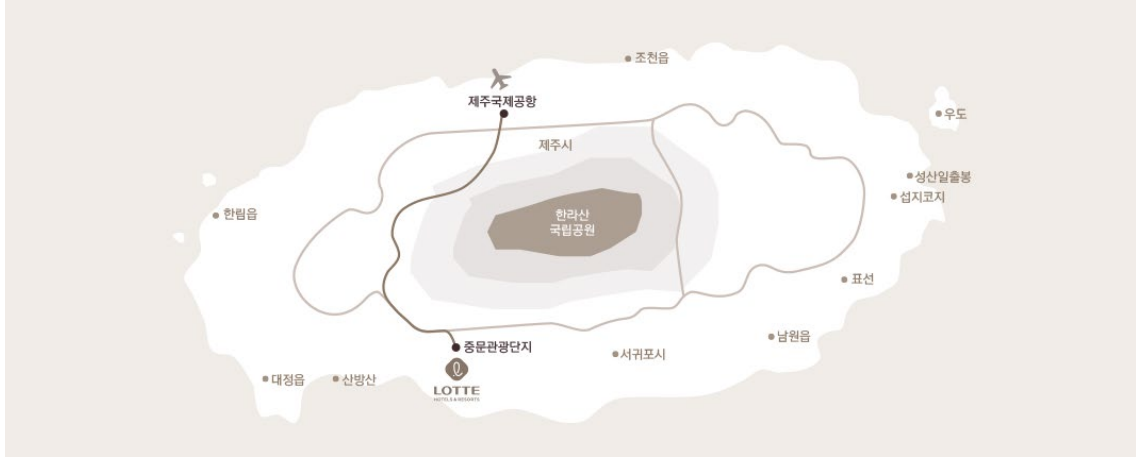 조천읍
제주국제공항
우도
제주시
성산일출봉
섭지코지
한림읍
한라산
국립공원
표선
남원읍
중문관광단지
서귀포시
대정읍
산방산
LOTTE
HOTELS & RESORTS